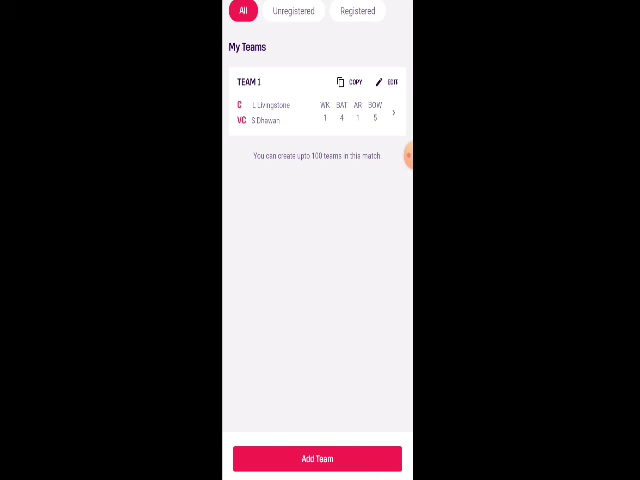 All Unregistered Registered
My Teams
TEAM 1 COPY EDIT
C L Livingstone WK BAT AR BOW
VC S Dhawan 1 4 1 5
You can create upto 100 teams in this match.
Add Team